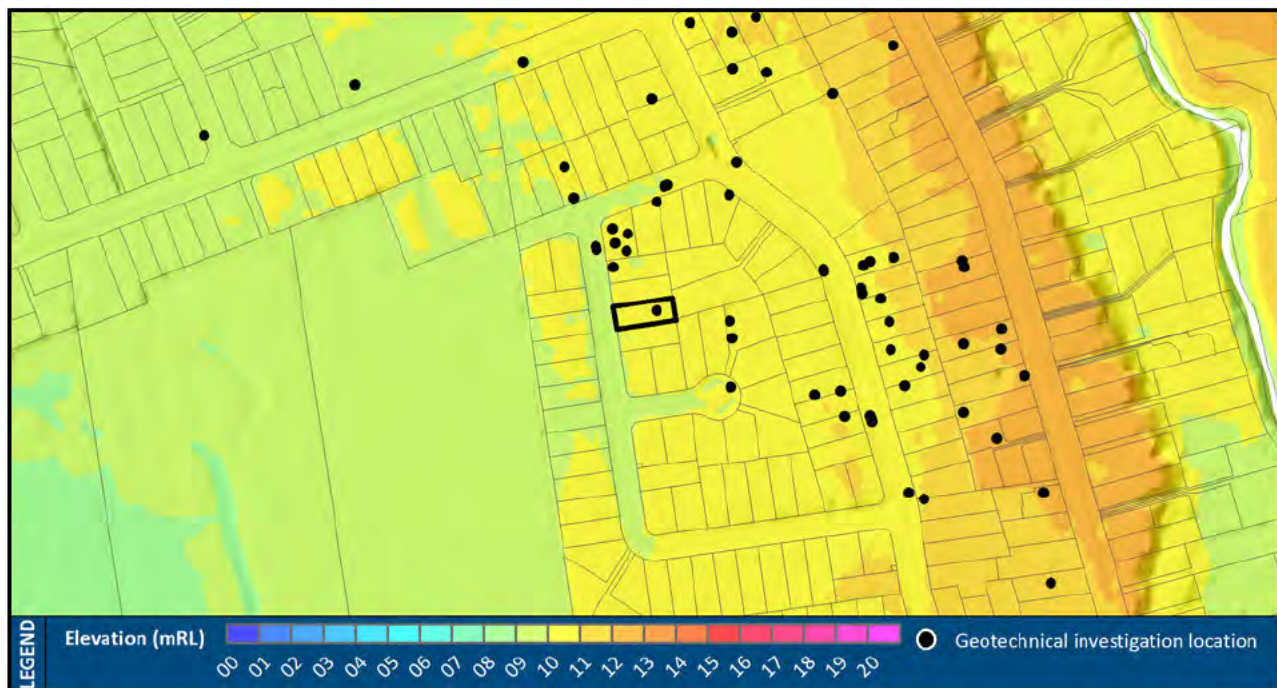 LEGEND
Elevation (mRL)
00 01 02 03 04 05 06 07 08 09 10 11 12 13 14 15 16 17 18 19 20
Geotechnical investigation location